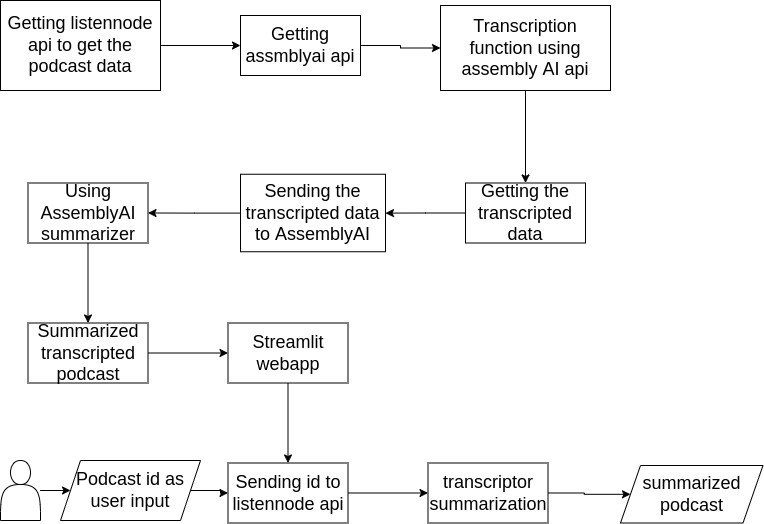 Getting listennode
api to get the
podcast data
Getting
assmblyai api
Transcription
function using
assembly AI api
Using
AssemblyAI
summarizer
Sending the
transcripted data
to AssemblyAI
Getting the
transcripted
data
Summarized
transcripted
podcast
Streamlit
webapp
Podcast id as
user input
Sending id to
listennode api
transcriptor
summarization
summarized
podcast